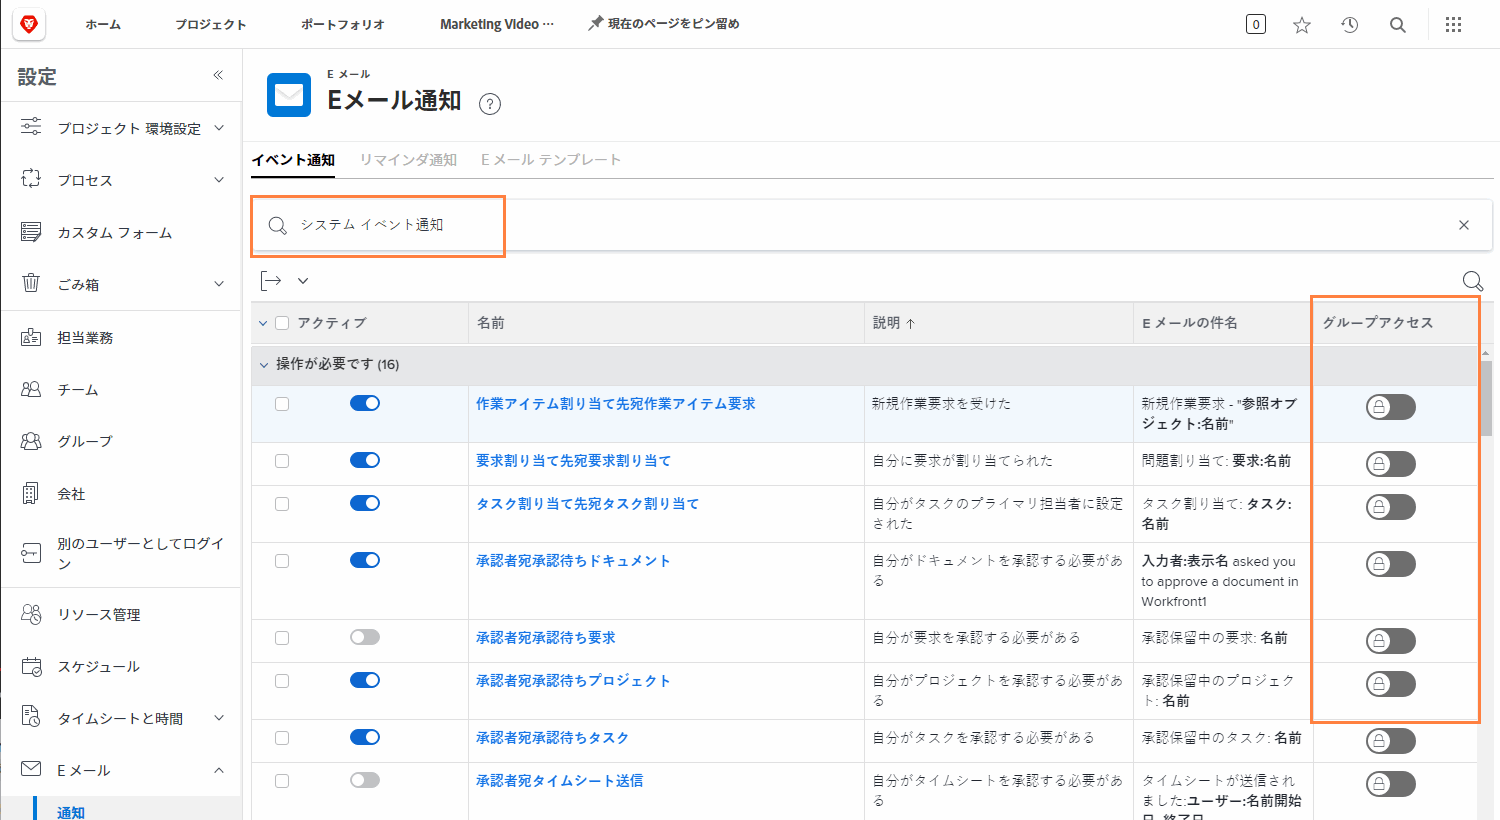 ホーム
プロジェクト
ポートフォリオ
Marketing Video ···
現在のページをピン留め
0
設定
プロジェクト 環境設定
プロセス
カスタム フォーム
ごみ箱
担当業務
チーム
グループ
会社
別のユーザーとしてログイ
ン
リソース管理
スケジュール
タイムシートと時間
E メール
通知
E メール
Eメール通知
?
イベント通知
リマインダ通知
E メール テンプレート
システム イベント通知
アクティブ
名前
説明
E メールの件名
グループアクセス
操作が必要です (16)
作業アイテム割り当て先宛作業アイテム要求
新規作業要求を受けた
新規作業要求 - "参照オブ
ジェクト:名前"
要求割り当て先宛要求割り当て
自分に要求が割り当てられた
問題割り当て: 要求:名前
タスク割り当て先宛タスク割り当て
自分がタスクのプライマリ担当者に設定
された
タスク割り当て: タスク:
名前
承認者宛承認待ちドキュメント
自分がドキュメントを承認する必要があ
る
入力者:表示名 asked you
to approve a document in
Workfront1
承認者宛承認待ち要求
自分が要求を承認する必要がある
承認保留中の要求: 名前
承認者宛承認待ちプロジェクト
自分がプロジェクトを承認する必要があ
る
承認保留中のプロジェク
ト: 名前
承認者宛承認待ちタスク
自分がタスクを承認する必要がある
承認保留中のタスク: 名前
承認者宛タイムシート送信
自分がタイムシートを承認する必要があ
る
タイムシートが送信され
ました:ユーザー:名前開始
日, 終了日